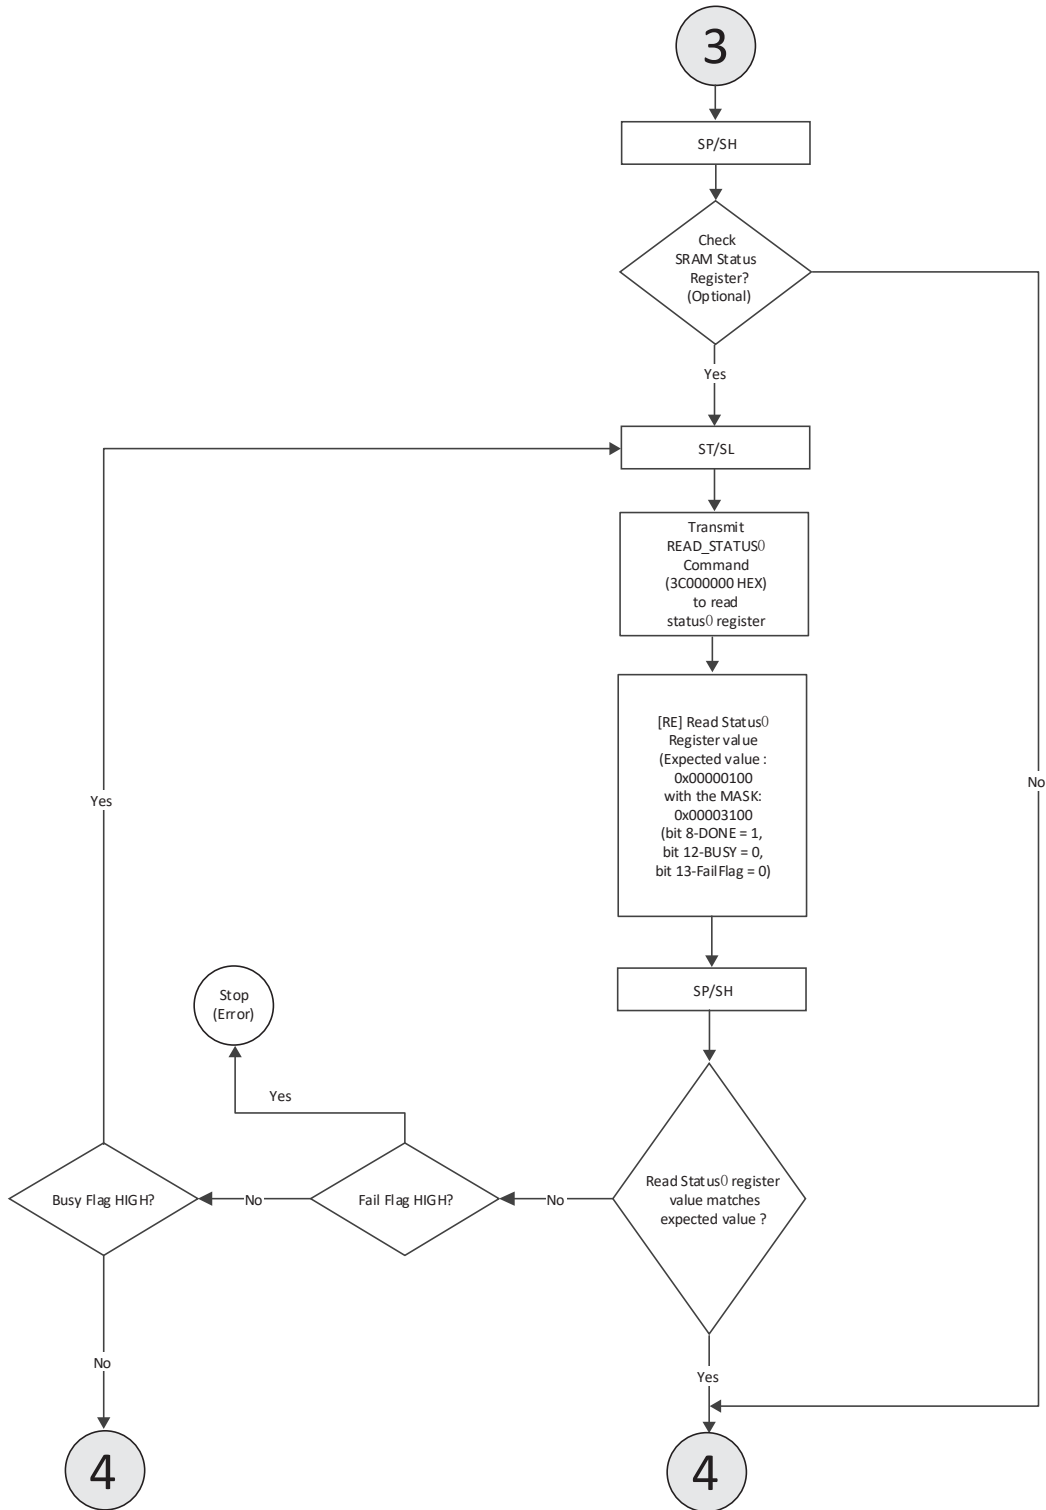 3
SP/SH
Check
SRAM Status
Register?
(Optional)
Yes
ST/SL
Transmit
READ_STATUS0
Command
(3C000000 HEX)
to read
status0 register
[RE] Read Status0
Register value
(Expected value :
0x00000100
with the MASK:
0x00003100
(bit 8-DONE = 1,
bit 12-BUSY = 0,
bit 13-Fail Flag = 0)
No
Yes
SP/SH
Stop
(Error)
Yes
Busy Flag HIGH?
No
Fail Flag HIGH?
No
Read Status0 register
value matches
expected value ?
No
Yes
4
4